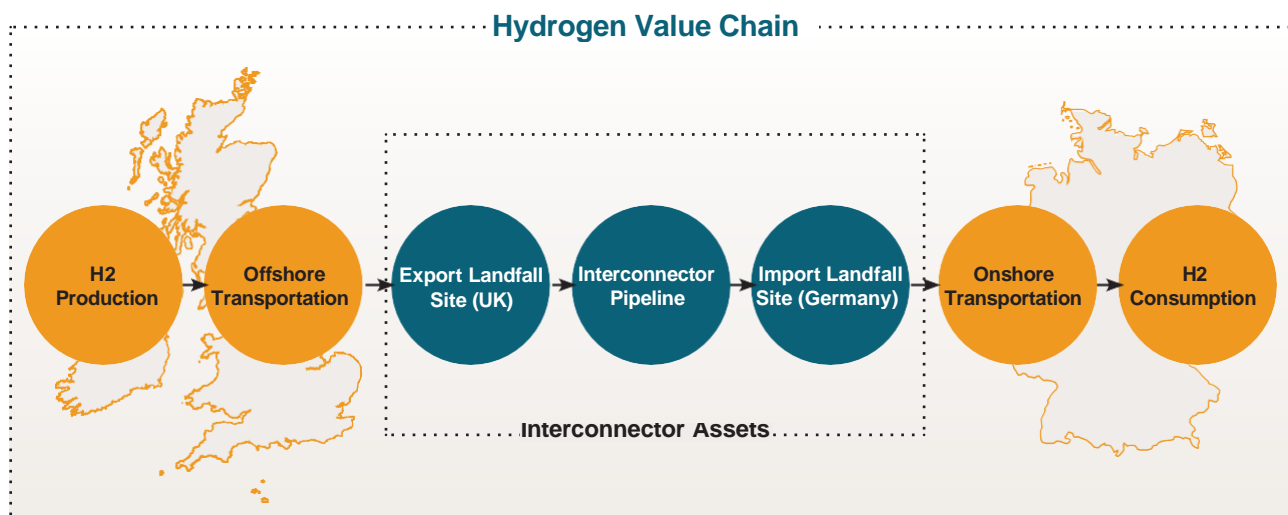 Hydrogen Value Chain
H2
Production
Offshore
Transportation
Export Landfall
Site (UK)
Interconnector
Pipeline
Import Landfall
Site (Germany)
Onshore
Transportation
H2
Consumption
Interconnector Assets